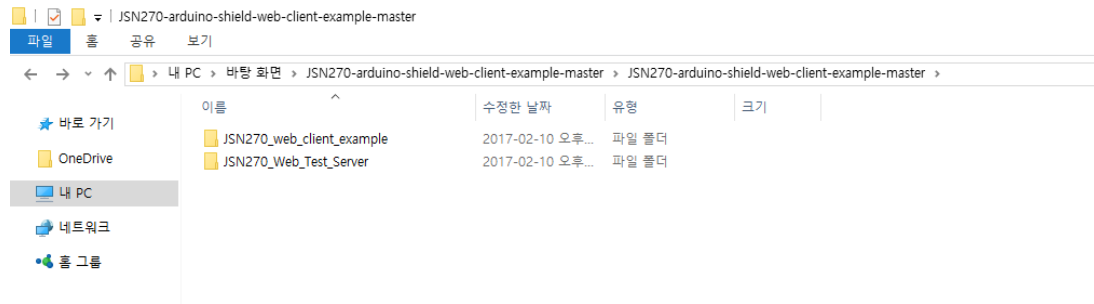 JSN270-arduino-shield-web-client-example-master
파일 홈 공유 보기
내 PC > 바탕 화면 > JSN270-arduino-shield-web-client-example-master > JSN270-arduino-shield-web-client-example-master >
이름 수정한 날짜 유형 크기
바로 가기
JSN270_web_client_example 2017-02-10 오후... 파일 폴더
OneDrive
JSN270_Web_Test_Server 2017-02-10 오후... 파일 폴더
내 PC
네트워크
홈 그룹